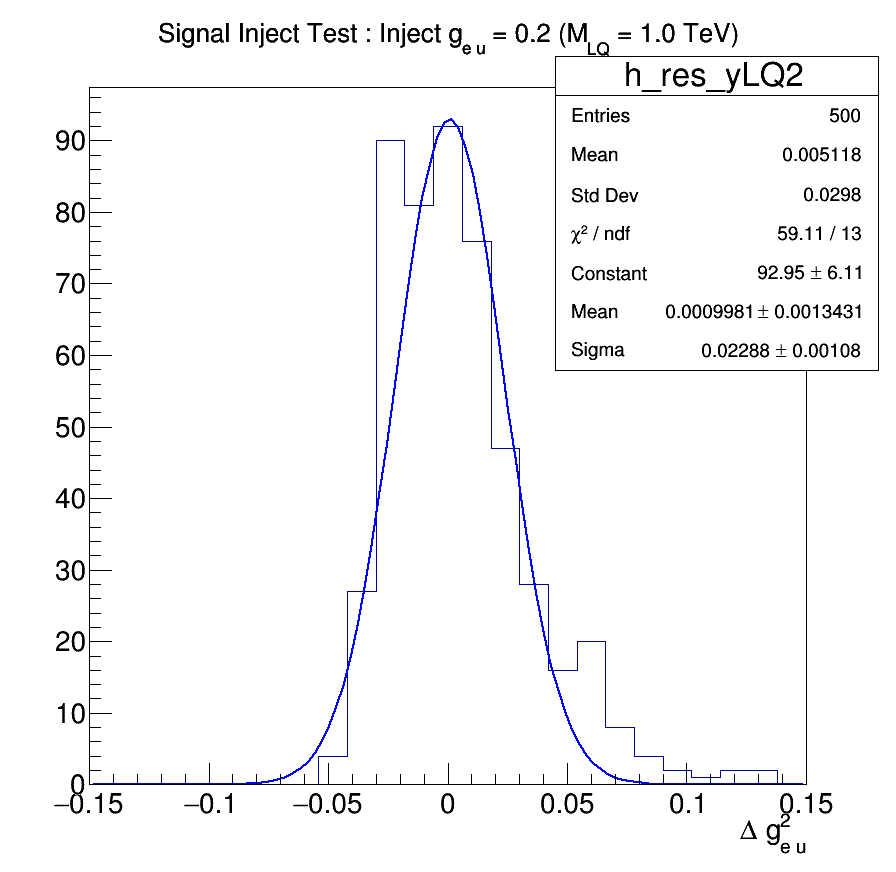 Signal Inject Test : Inject g_{e u} = 0.2 (M_{LQ} = 1.0 TeV)
h_res_yLQ2
Entries 500
Mean 0.005118
Std Dev 0.0298
χ² / ndf 59.11 / 13
Constant 92.95 ± 6.11
Mean 0.0009981 ± 0.0013431
Sigma 0.02288 ± 0.00108
90
80
70
60
50
40
30
20
10
0
−0.15 −0.1 −0.05 0 0.05 0.1 0.15
Δ g²_{e u}